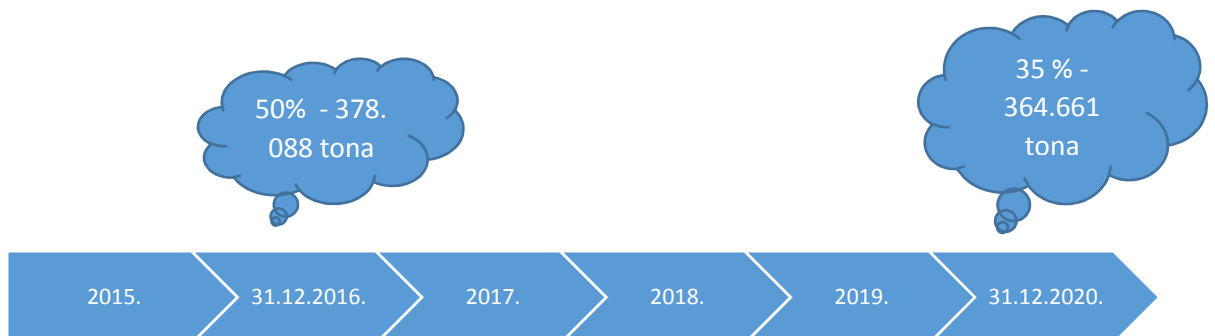 50% - 378.
088 tona
35 % -
364.661
tona
2015.
31.12.2016.
2017.
2018.
2019.
31.12.2020.